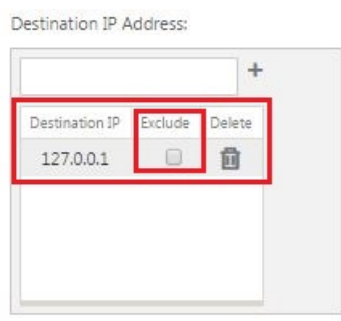 Destination IP Address:
+
Destination IP Exclude Delete
127.0.0.1